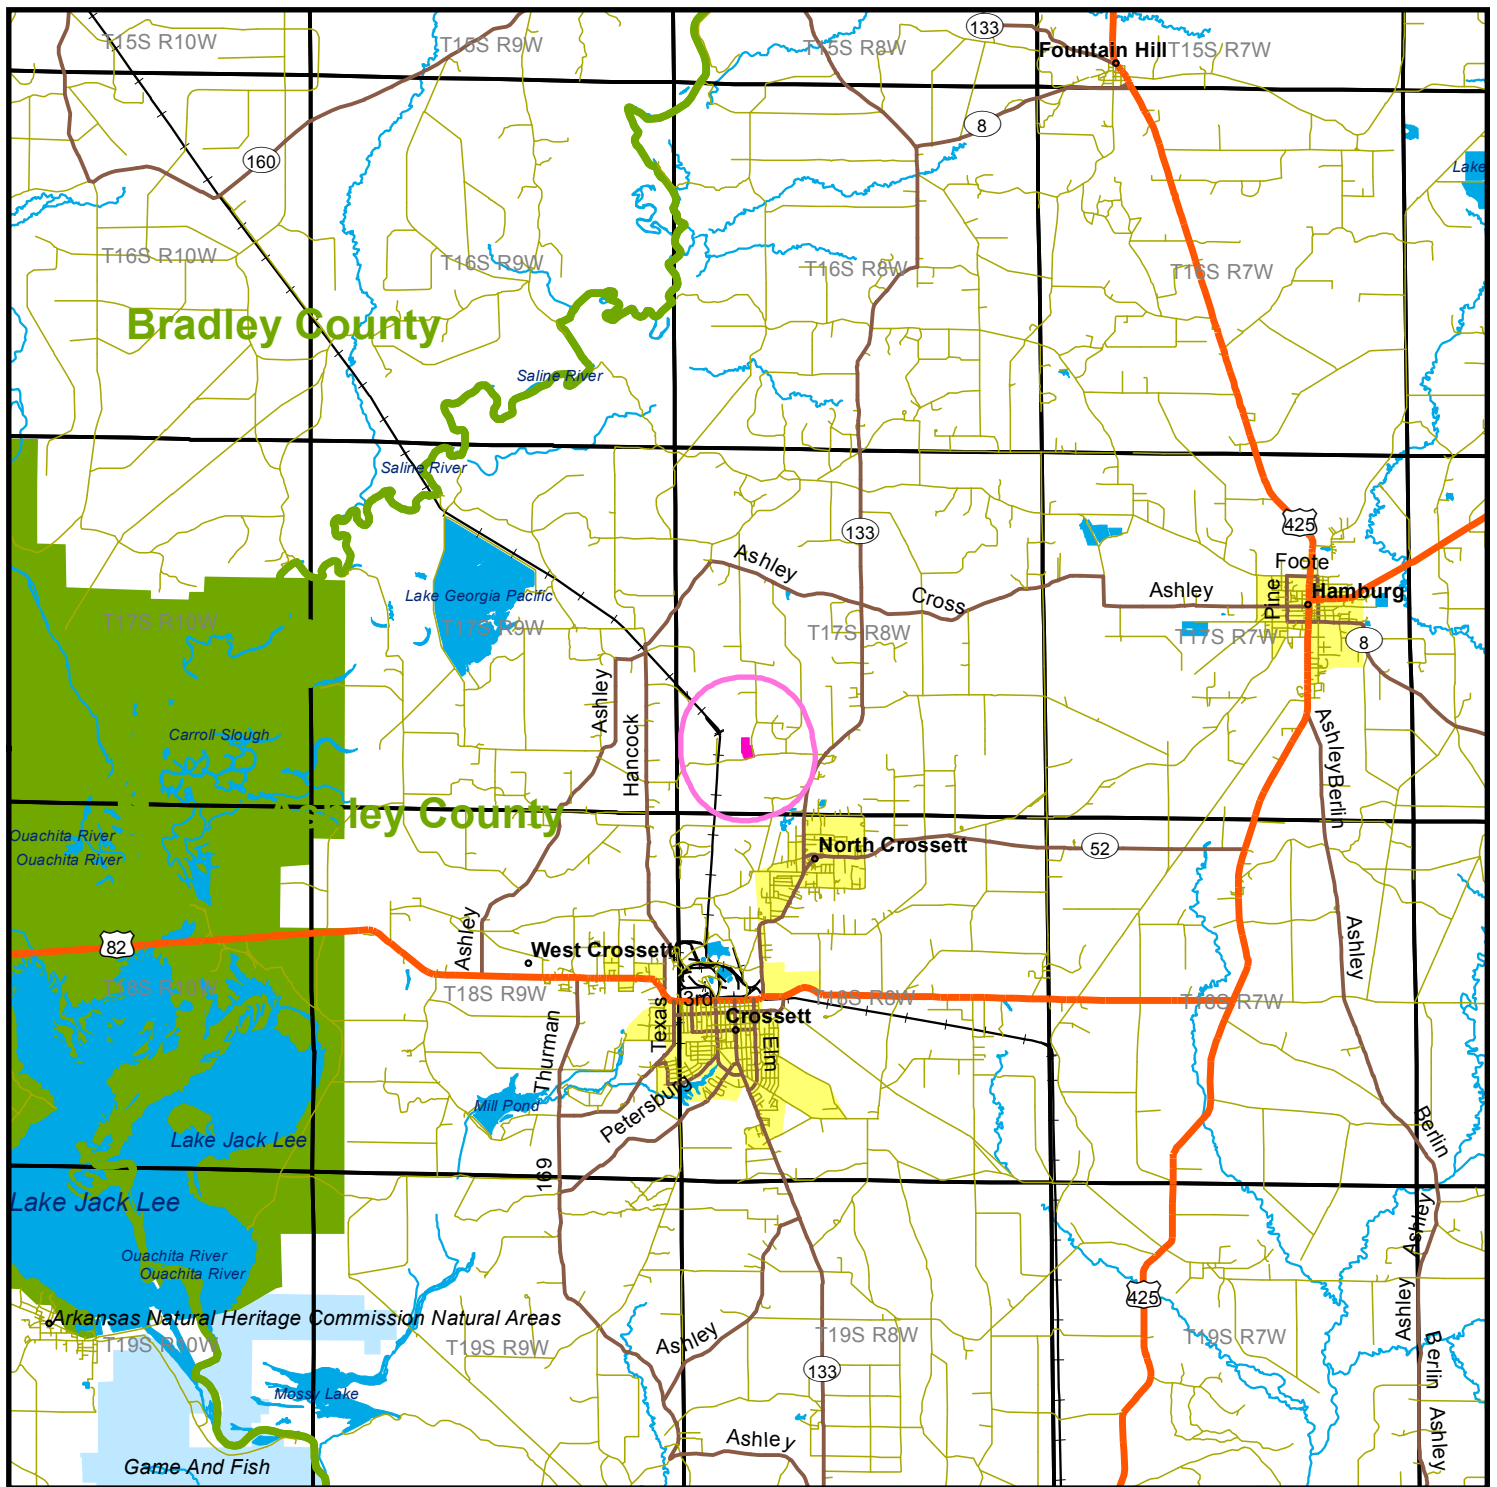 T15S R10W
T15S R9W
T15S R8W
133
Fountain Hill
T15S R7W
8
160
Lake
T16S R10W
T16S R9W
T16S R8W
T16S R7W
Bradley County
Saline River
Saline River
425
133
Ashley
Foote
Lake Georgia Pacific
Cross
Ashley
Pine
Hamburg
T17S R10W
T17S R9W
T17S R8W
T17S R7W
8
Ashley
Hancock
Carroll Slough
Ashley
Berlin
Ashley County
Ouachita River
Ouachita River
North Crossett
52
82
Ashley
West Crossett
Ashley
T18S R10W
T18S R9W
3rd
T18S R8W
T18S R7W
Texas
Crossett
Elm
Thurman
Mill Pond
Petersburg
Lake Jack Lee
Berlin
169
Lake Jack Lee
Ashley
Ouachita River
Ouachita River
425
Ashley
Arkansas Natural Heritage Commission Natural Areas
T19S R10W
T19S R9W
Ashley
T19S R8W
T19S R7W
Berlin
133
Mossy Lake
Ashley
Ashley
Game And Fish